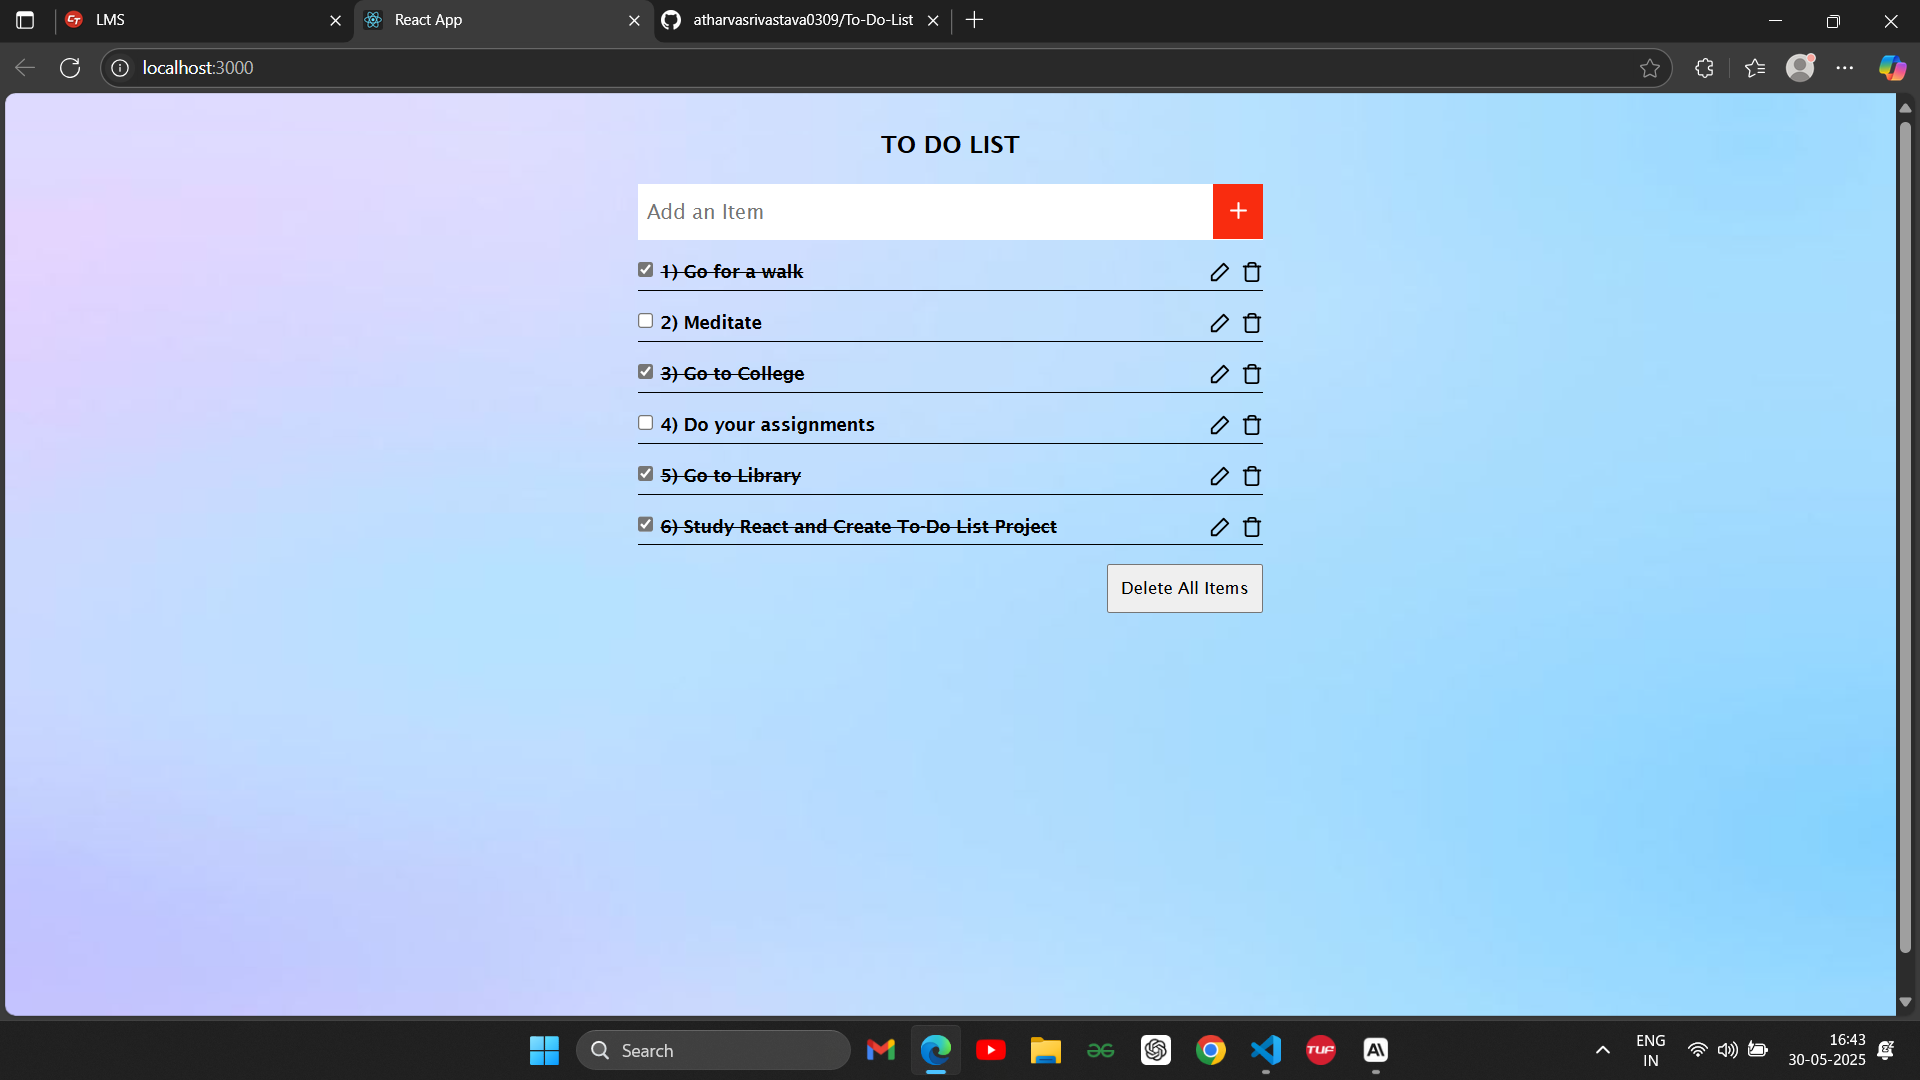 LMS
React App
atharvasrivastava0309/To-Do-List
localhost:3000
TO DO LIST
Add an Item
+
1) Go for a walk
2) Meditate
3) Go to College
4) Do your assignments
5) Go to Library
6) Study React and Create To-Do List Project
Delete All Items
Search
TUF
ENG
IN
16:43
30-05-2025